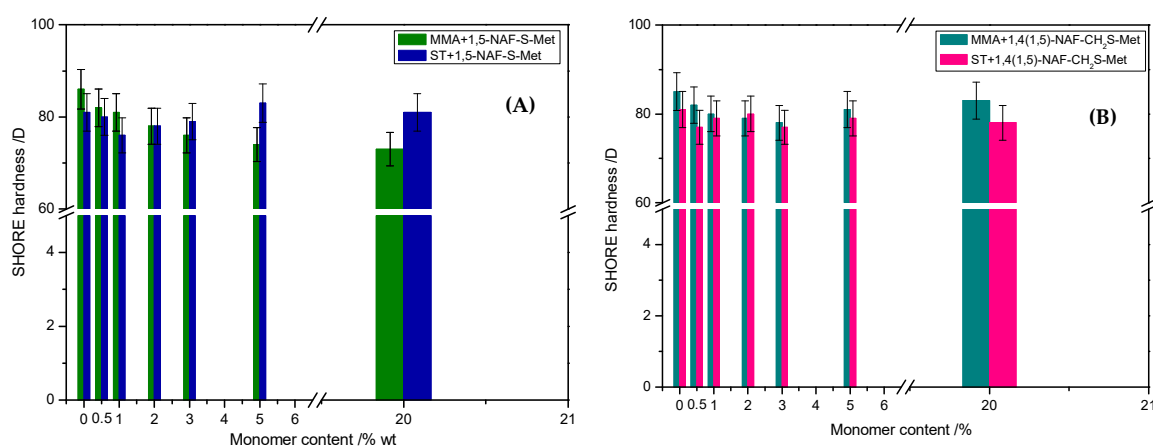 100
90
80
70
60
4
2
0
SHORE hardness /D
MMA+1,5-NAF-S-Met
ST+1,5-NAF-S-Met
(A)
0 0.5 1 2 3 4 5 6 20 21
Monomer content /% wt
100
80
60
4
2
0
SHORE hardness /D
MMA+1,4(1,5)-NAF-CH2S-Met
ST+1,4(1,5)-NAF-CH2S-Met
(B)
0 0.5 1 2 3 4 5 6 20 21
Monomer content /%